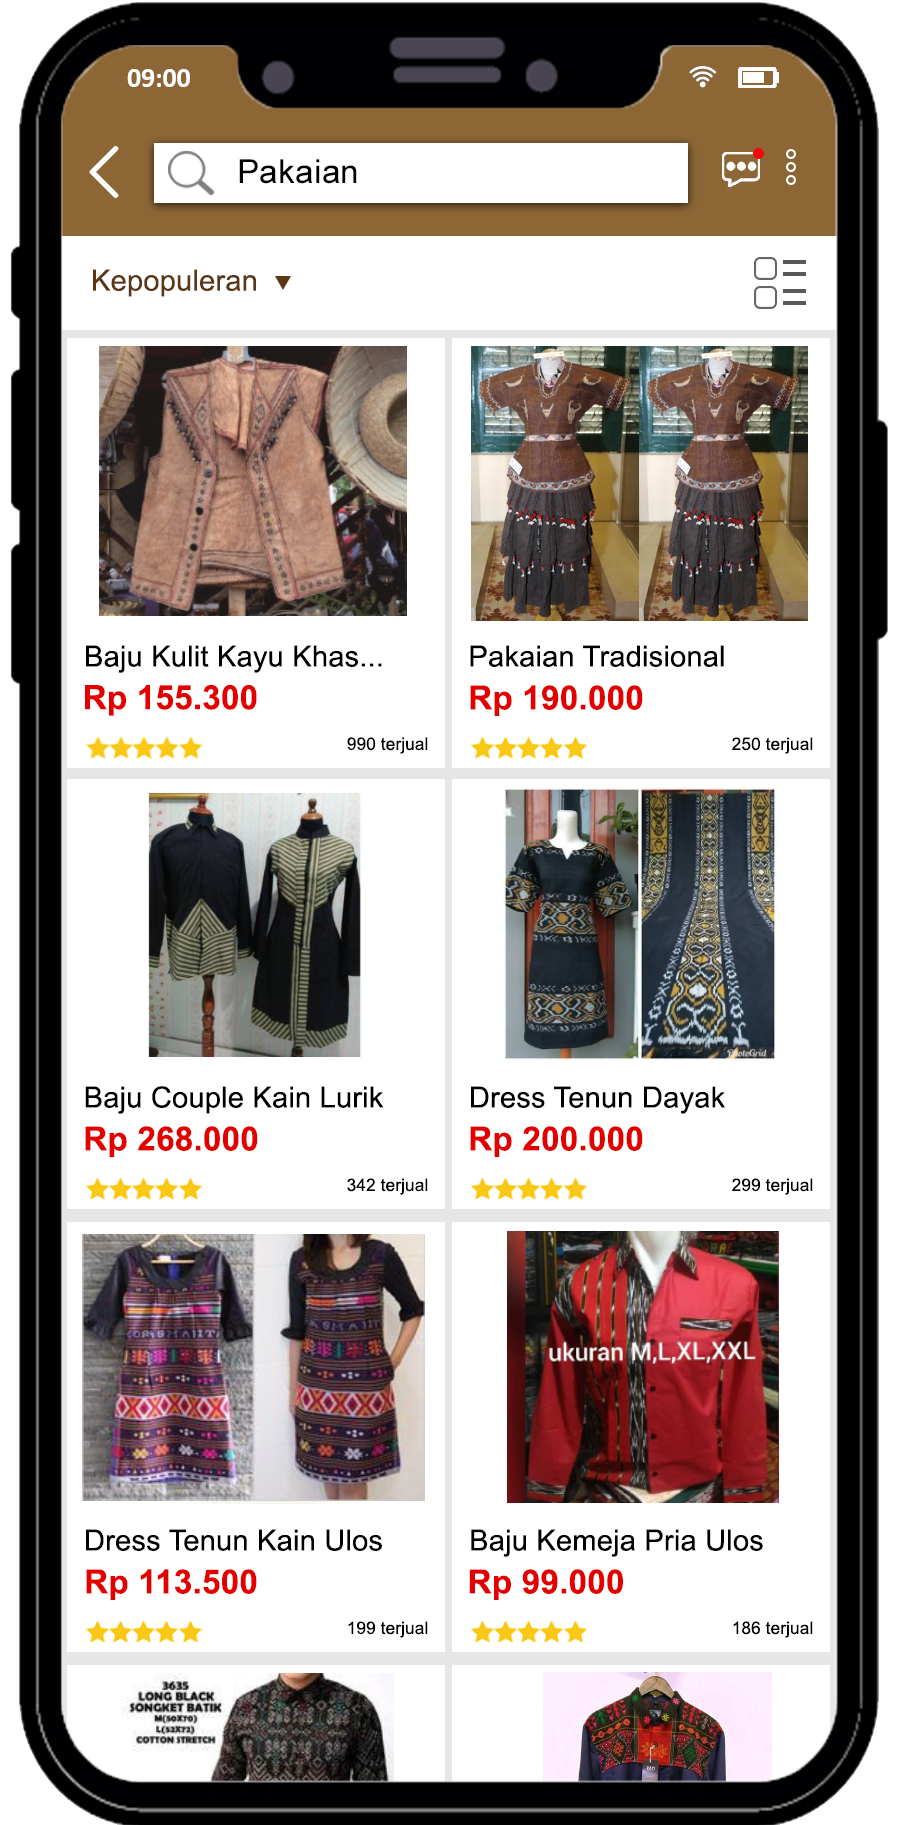 09:00
Pakaian
Kepopuleran ▼
Baju Kulit Kayu Khas...
Rp 155.300
990 terjual
Pakaian Tradisional
Rp 190.000
250 terjual
PhotoGrid
Baju Couple Kain Lurik
Rp 268.000
342 terjual
Dress Tenun Dayak
Rp 200.000
299 terjual
ukuran M,L,XL,XXL
Dress Tenun Kain Ulos
Rp 113.500
199 terjual
Baju Kemeja Pria Ulos
Rp 99.000
186 terjual
3635
LONG BLACK
SONGKET BATIK
M(50X70)
L(52X72)
COTTON STRETCH